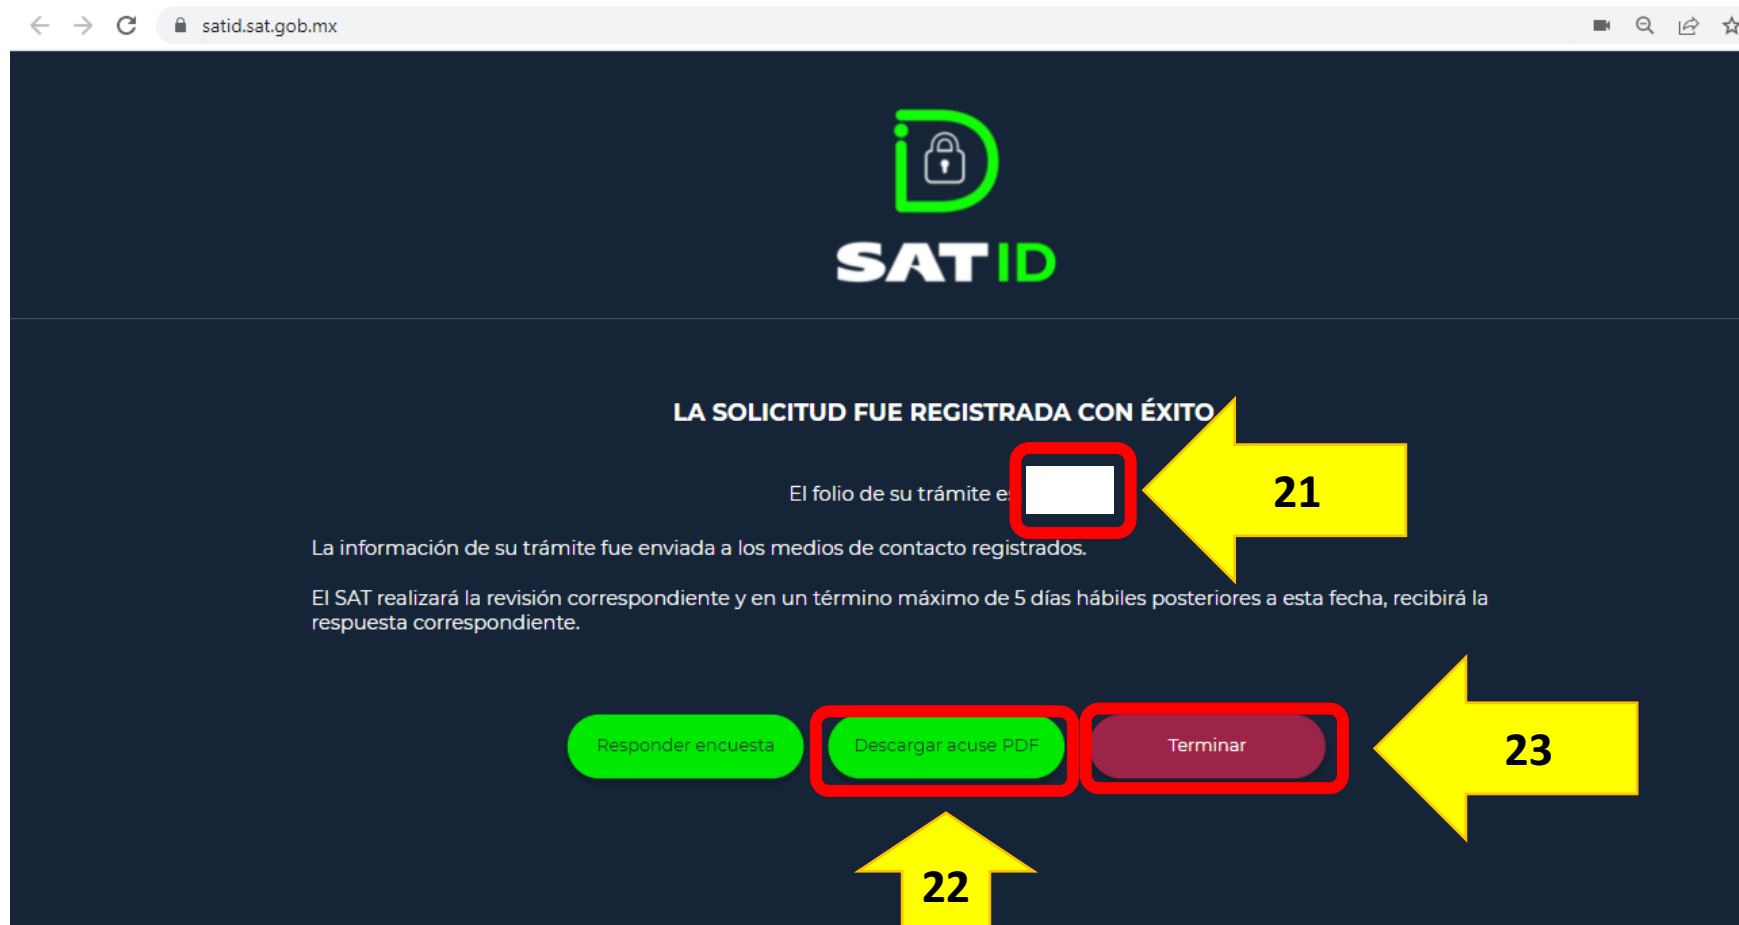 satid.sat.gob.mx
SAT ID
LA SOLICITUD FUE REGISTRADA CON ÉXITO
El folio de su trámite es
21
La información de su trámite fue enviada a los medios de contacto registrados.
El SAT realizará la revisión correspondiente y en un término máximo de 5 días hábiles posteriores a esta fecha, recibirá la
respuesta correspondiente.
Responder encuesta
Descargar acuse PDF
Terminar
23
22